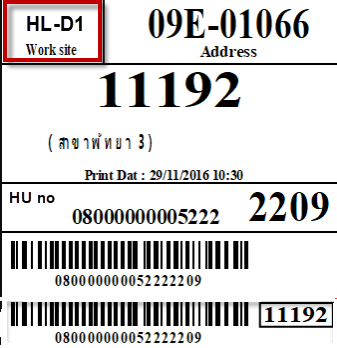 HL-D1
Work site
09E-01066
Address
11192
( สาขาพัทยา 3)
Print Dat : 29/11/2016 10:30
HU no
08000000005222
2209
080000000052222209
11192
080000000052222209